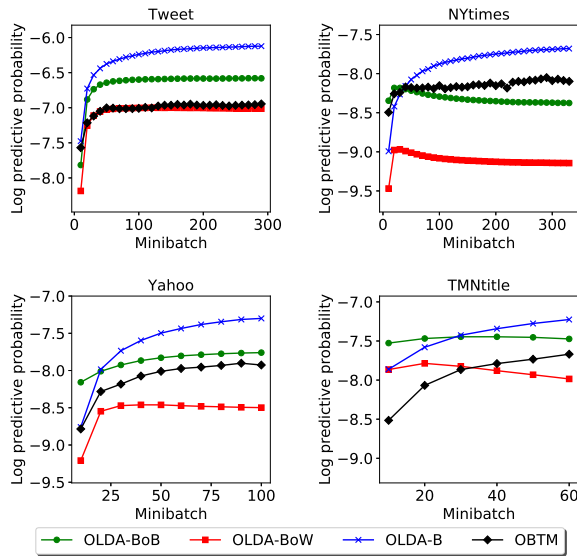 Tweet
Log predictive probability
−6.0
−6.5
−7.0
−7.5
−8.0
0
100
200
300
Minibatch
NYtimes
Log predictive probability
−7.5
−8.0
−8.5
−9.0
−9.5
0
100
200
300
Minibatch
Yahoo
Log predictive probability
−7.0
−7.5
−8.0
−8.5
−9.0
−9.5
25
50
75
100
Minibatch
TMNtitle
Log predictive probability
−7.0
−7.5
−8.0
−8.5
−9.0
20
40
60
Minibatch
OLDA-BoB OLDA-BoW OLDA-B OBTM